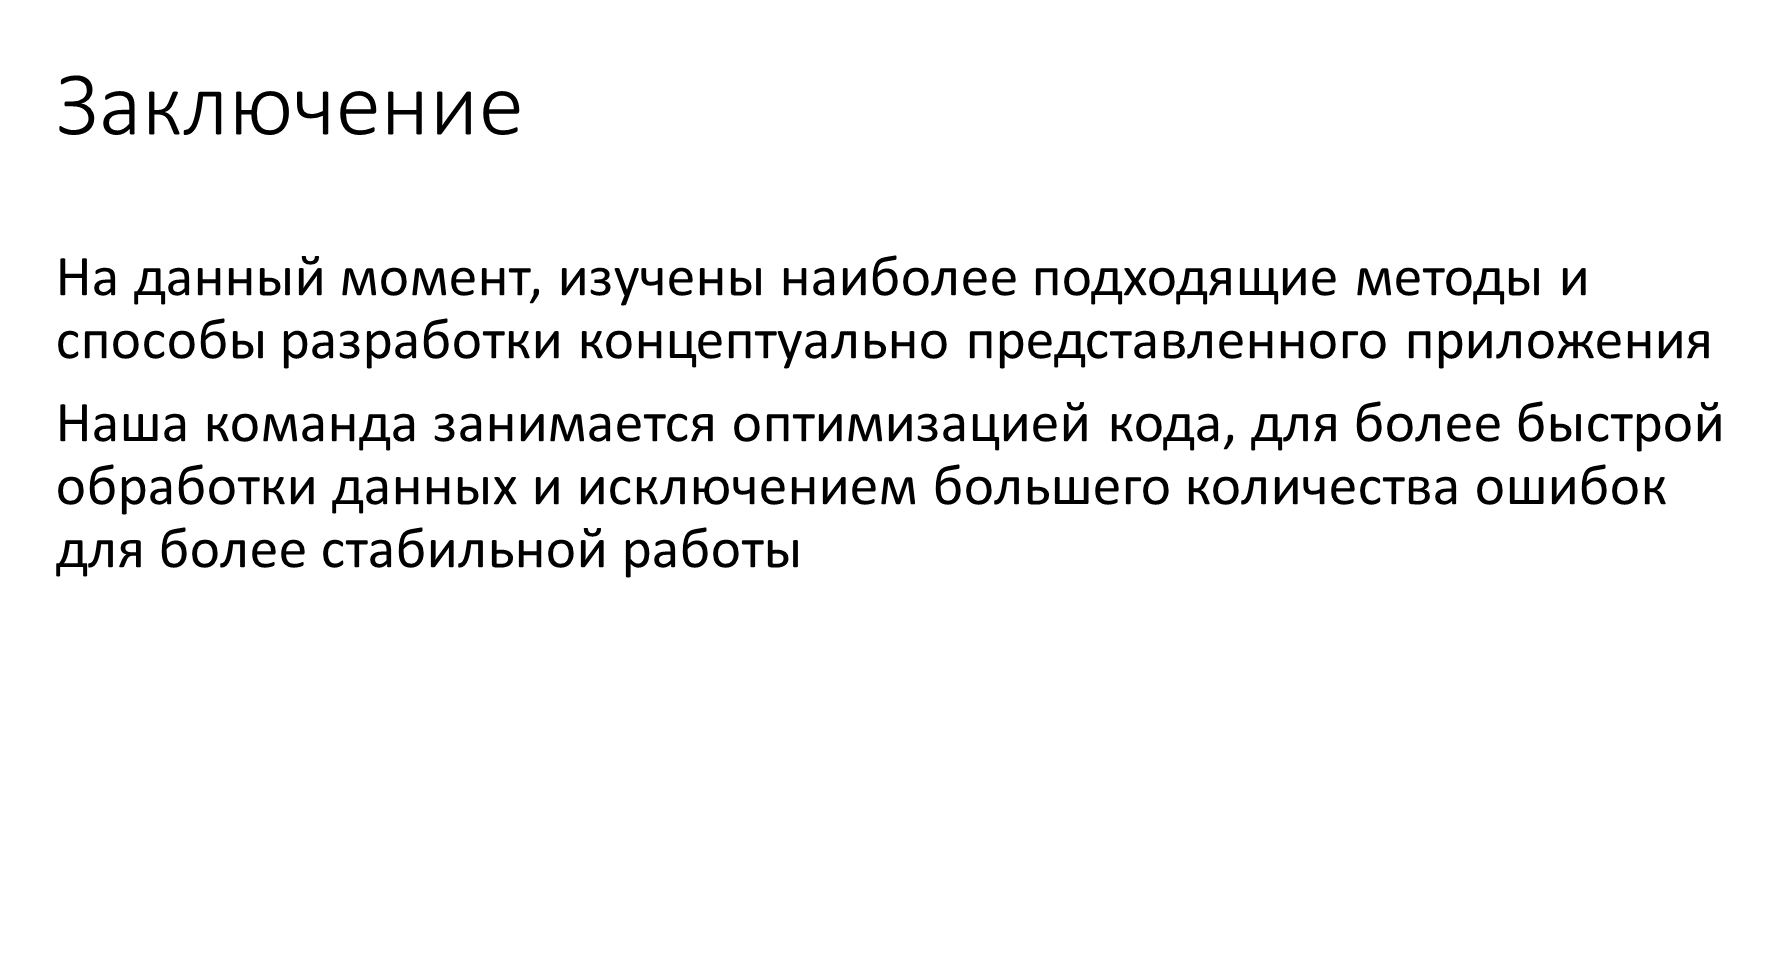 Заключение
На данный момент, изучены наиболее подходящие методы и
способы разработки концептуально представленного приложения
Наша команда занимается оптимизацией кода, для более быстрой
обработки данных и исключением большего количества ошибок
для более стабильной работы